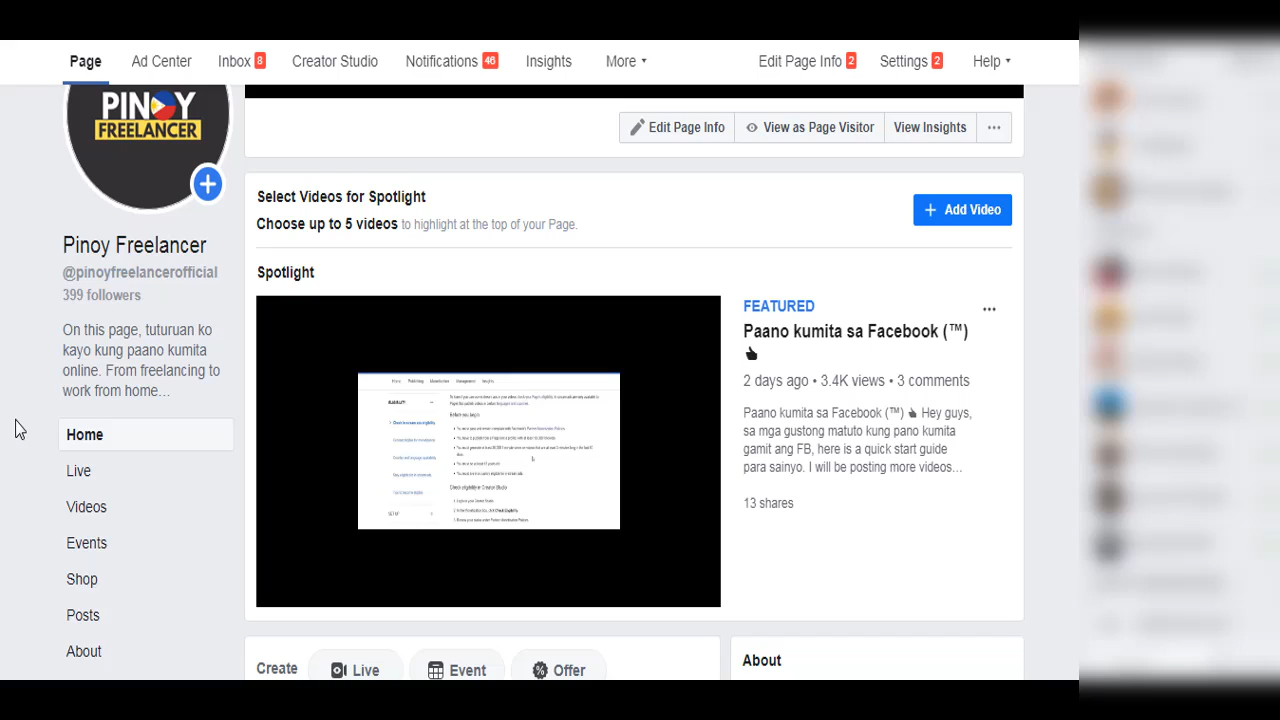 Page Ad Center Inbox 8 Creator Studio Notifications 46 Insights More Edit Page Info 2 Settings 2 Help
PINOY
FREELANCER
Edit Page Info View as Page Visitor View Insights
Pinoy Freelancer
@pinoyfreelancerofficial
399 followers
On this page, tuturuan ko
kayo kung paano kumita
online. From freelancing to
work from home...
Home
Live
Videos
Events
Shop
Posts
About
Select Videos for Spotlight
Choose up to 5 videos to highlight at the top of your Page.
+ Add Video
Spotlight
FEATURED
Paano kumita sa Facebook (™)
2 days ago • 3.4K views • 3 comments
Paano kumita sa Facebook (™) Hey guys,
sa mga gustong matuto kung pano kumita
gamit ang FB, here is a quick start guide
para sainyo. I will be posting more videos...
13 shares
Create Live Event Offer
About